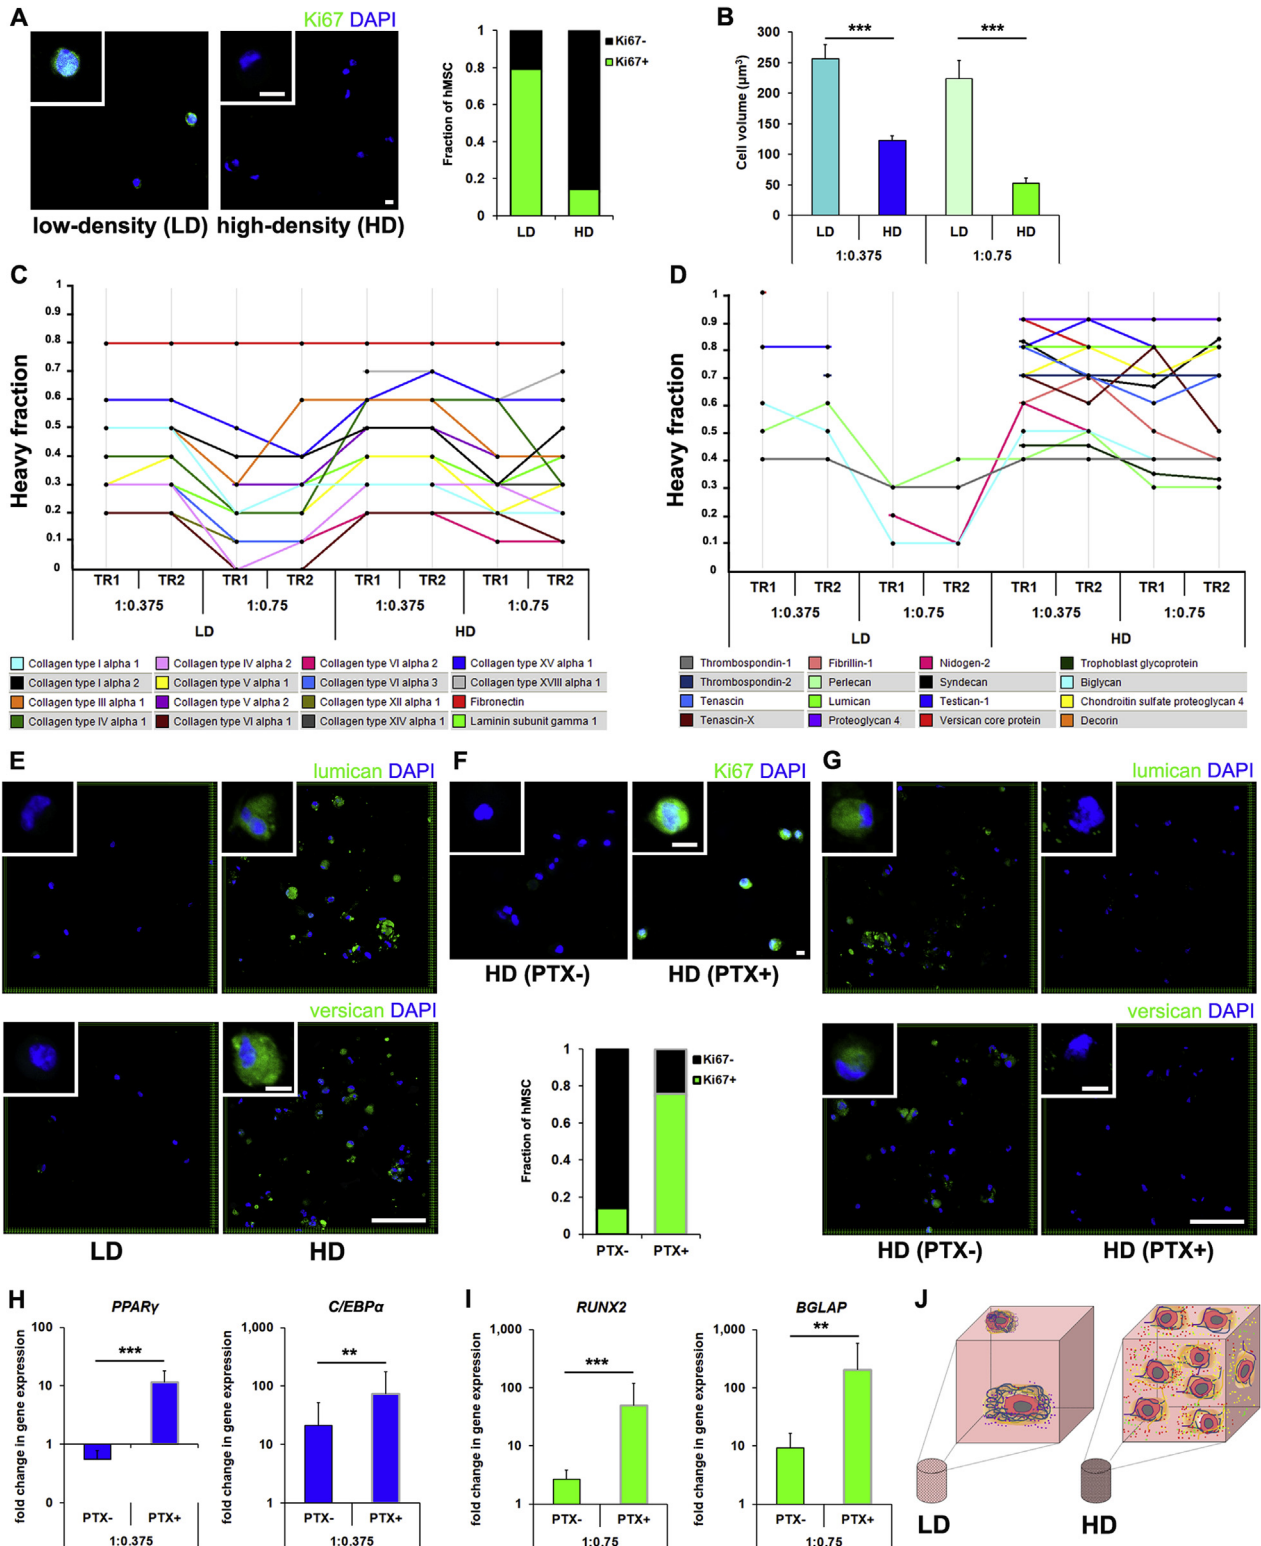 A
Ki67 DAPI
low-density (LD)
high-density (HD)
Fraction of hMSC
1
0.8
0.6
0.4
0.2
0
LD
HD
Ki67-
Ki67+
B
Cell volume (µm³)
300
250
200
150
100
50
0
***
***
LD
HD
LD
HD
1:0.375
1:0.75
C
Heavy fraction
1
0.9
0.8
0.7
0.6
0.5
0.4
0.3
0.2
0.1
0
TR1 TR2 TR1 TR2 TR1 TR2 TR1 TR2
1:0.375 1:0.75 1:0.375 1:0.75
LD HD
Collagen type I alpha 1 Collagen type IV alpha 2 Collagen type VI alpha 2 Collagen type XV alpha 1
Collagen type I alpha 2 Collagen type V alpha 1 Collagen type VI alpha 3 Collagen type XVIII alpha 1
Collagen type III alpha 1 Collagen type V alpha 2 Collagen type XII alpha 1 Fibronectin
Collagen type IV alpha 1 Collagen type VI alpha 1 Collagen type XIV alpha 1 Laminin subunit gamma 1
D
Heavy fraction
1
0.9
0.8
0.7
0.6
0.5
0.4
0.3
0.2
0.1
0
TR1 TR2 TR1 TR2 TR1 TR2 TR1 TR2
1:0.375 1:0.75 1:0.375 1:0.75
LD HD
Thrombospondin-1 Fibrillin-1 Nidogen-2 Trophoblast glycoprotein
Thrombospondin-2 Perlecan Syndecan Biglycan
Tenascin Lumican Testican-1 Chondroitin sulfate proteoglycan 4
Tenascin-X Proteoglycan 4 Versican core protein Decorin
E
lumican DAPI
versican DAPI
LD
HD
F
Ki67 DAPI
HD (PTX-)
HD (PTX+)
Fraction of hMSC
1
0.8
0.6
0.4
0.2
0
PTX-
PTX+
Ki67-
Ki67+
G
lumican DAPI
versican DAPI
HD (PTX-)
HD (PTX+)
H
PPARγ
fold change in gene expression
100
10
1
0
***
PTX- PTX+
1:0.375
C/EBPα
fold change in gene expression
1,000
100
10
1
**
PTX- PTX+
1:0.375
I
RUNX2
fold change in gene expression
1,000
100
10
1
***
PTX- PTX+
1:0.75
BGLAP
fold change in gene expression
1,000
100
10
1
**
PTX- PTX+
1:0.75
J
LD
HD